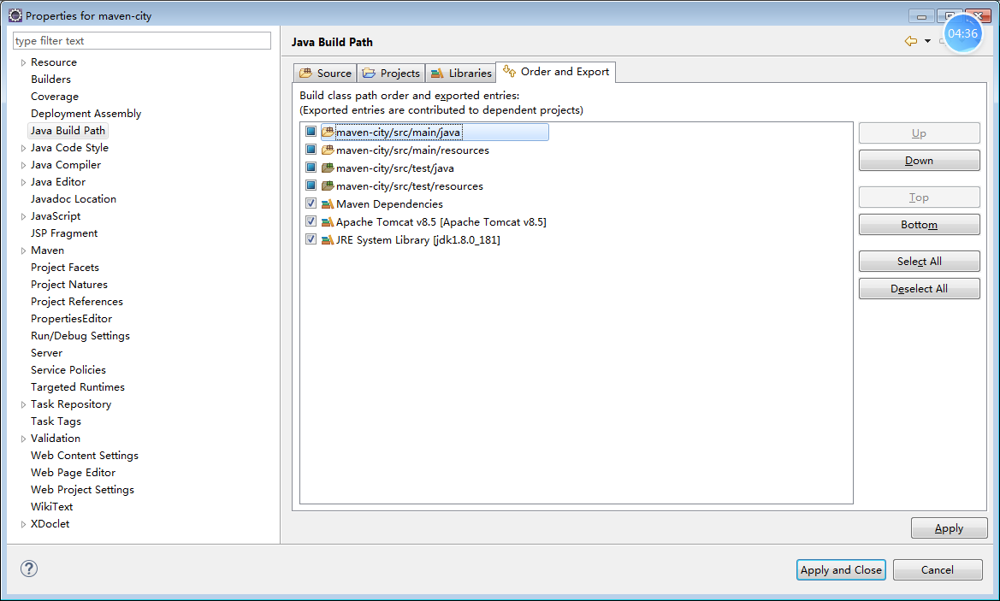 Properties for maven-city
04:36
type filter text
Resource
Builders
Coverage
Deployment Assembly
Java Build Path
Java Code Style
Java Compiler
Java Editor
Javadoc Location
JavaScript
JSP Fragment
Maven
Project Facets
Project Natures
Project References
PropertiesEditor
Run/Debug Settings
Server
Service Policies
Targeted Runtimes
Task Repository
Task Tags
Validation
Web Content Settings
Web Page Editor
Web Project Settings
WikiText
XDoclet
Java Build Path
Source
Projects
Libraries
Order and Export
Build class path order and exported entries:
(Exported entries are contributed to dependent projects)
maven-city/src/main/java
maven-city/src/main/resources
maven-city/src/test/java
maven-city/src/test/resources
Maven Dependencies
Apache Tomcat v8.5 [Apache Tomcat v8.5]
JRE System Library [jdk1.8.0_181]
Up
Down
Top
Bottom
Select All
Deselect All
Apply
?
Apply and Close
Cancel